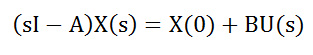 (sI − A)X(s) = X(0) + BU(s)